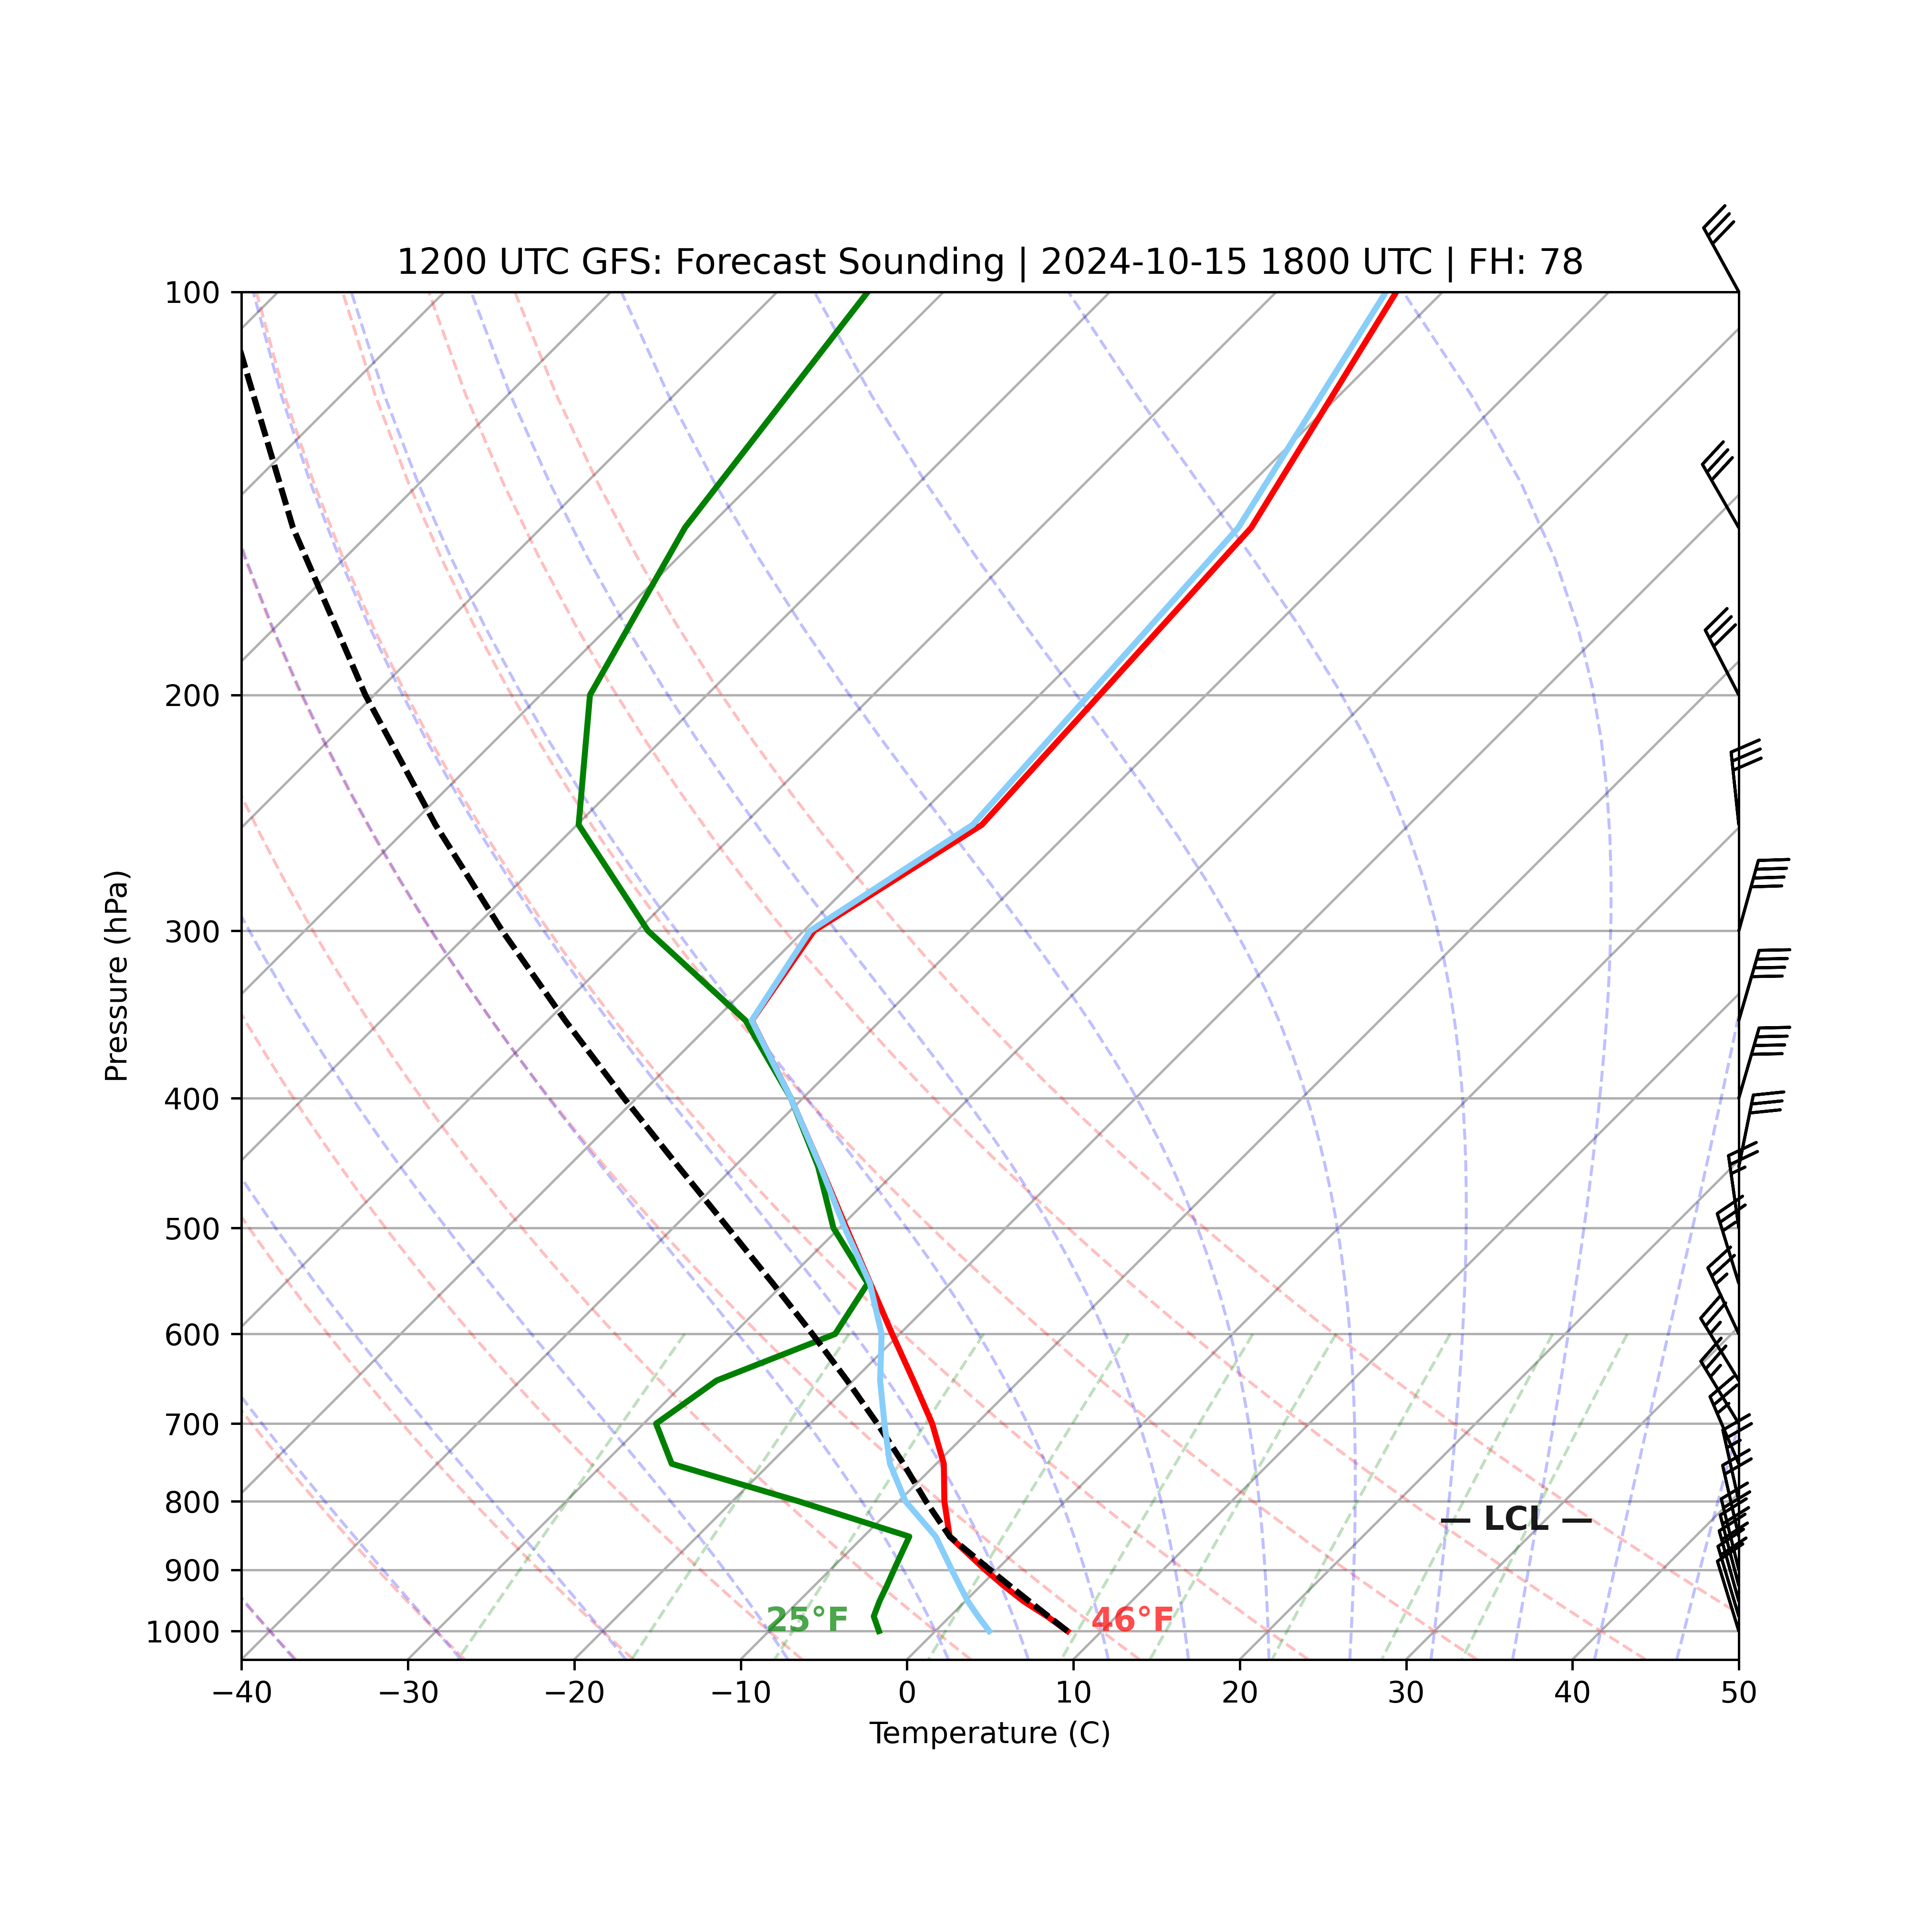 1200 UTC GFS: Forecast Sounding | 2024-10-15 1800 UTC | FH: 78
100
200
300
400
500
600
700
800
900
1000
Pressure (hPa)
— LCL —
25°F
46°F
−40 −30 −20 −10 0 10 20 30 40 50
Temperature (C)